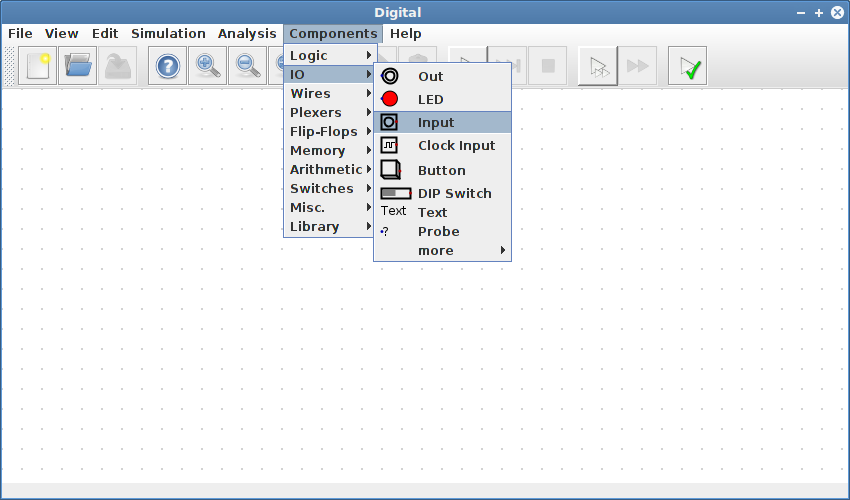 Digital
File View Edit Simulation Analysis Components Help
Logic
IO
Wires
Plexers
Flip-Flops
Memory
Arithmetic
Switches
Misc.
Library
Out
LED
Input
Clock Input
Button
DIP Switch
Text Text
? Probe
more